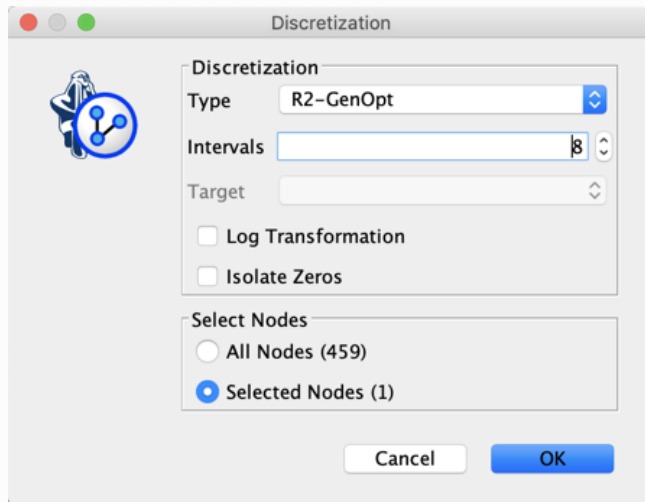 Discretization
Discretization
Type R2-GenOpt
Intervals 8
Target
Log Transformation
Isolate Zeros
Select Nodes
All Nodes (459)
Selected Nodes (1)
Cancel OK